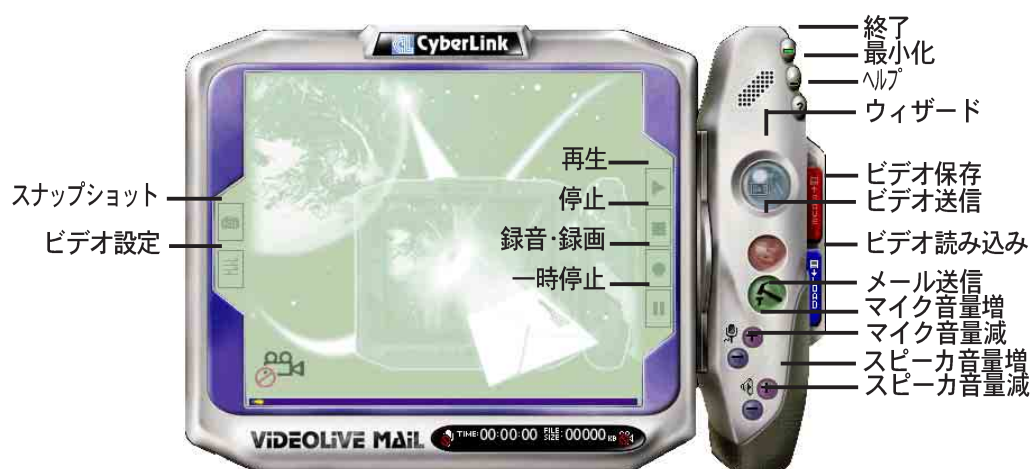 CyberLink
終了
最小化
ヘルプ
ウィザード
再生
停止
録音・録画
一時停止
スナップショット
ビデオ設定
ビデオ保存
ビデオ送信
ビデオ読み込み
メール送信
マイク音量増
マイク音量減
スピーカ音量増
スピーカ音量減
?
LOAD
VIDEOLIVE MAIL
TIME: 00:00:00 FILE SIZE: 00000 KB